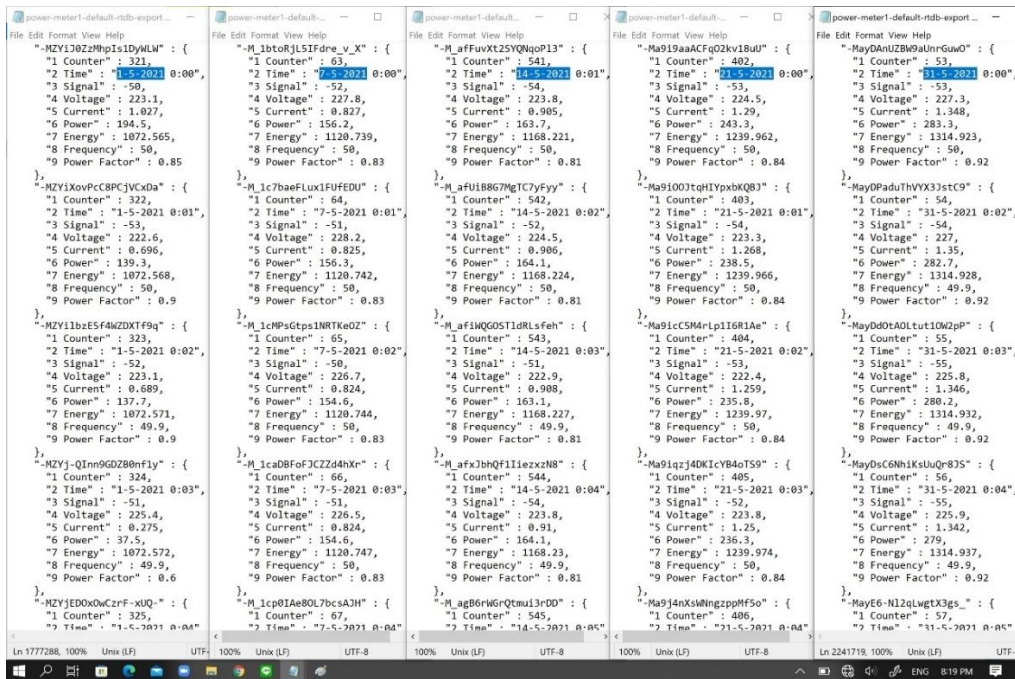 power-meter1-default-rtdb-export ...
File Edit Format View Help
"-MZYiJ0ZzMhpIs1DyWLW" : {
"1 Counter" : 321,
"2 Time" : "1-5-2021 0:00",
"3 Signal" : -50,
"4 Voltage" : 223.1,
"5 Current" : 1.027,
"6 Power" : 194.5,
"7 Energy" : 1072.565,
"8 Frequency" : 50,
"9 Power Factor" : 0.85
},
"-MZYiXovPcC8PCjVCxDa" : {
"1 Counter" : 322,
"2 Time" : "1-5-2021 0:01",
"3 Signal" : -53,
"4 Voltage" : 222.6,
"5 Current" : 0.696,
"6 Power" : 139.3,
"7 Energy" : 1072.568,
"8 Frequency" : 50,
"9 Power Factor" : 0.9
},
"-MZYilbzE5f4WZDXTf9q" : {
"1 Counter" : 323,
"2 Time" : "1-5-2021 0:02",
"3 Signal" : -52,
"4 Voltage" : 223.1,
"5 Current" : 0.689,
"6 Power" : 137.7,
"7 Energy" : 1072.571,
"8 Frequency" : 49.9,
"9 Power Factor" : 0.9
},
"-MZYj-QInn9GDZB0nf1y" : {
"1 Counter" : 324,
"2 Time" : "1-5-2021 0:03",
"3 Signal" : -51,
"4 Voltage" : 225.4,
"5 Current" : 0.275,
"6 Power" : 37.5,
"7 Energy" : 1072.572,
"8 Frequency" : 49.9,
"9 Power Factor" : 0.6
},
"-MZYjEDOxOwCzrF-xUQ-" : {
"1 Counter" : 325,
"2 Time" : "1-5-2021 0:04"
Ln 1777288, 100% Unix (LF) UTF-
power-meter1-default-...
File Edit Format View Help
"-M_1btoRjL5IFdre_v_X" : {
"1 Counter" : 63,
"2 Time" : "7-5-2021 0:00",
"3 Signal" : -52,
"4 Voltage" : 227.8,
"5 Current" : 0.827,
"6 Power" : 156.2,
"7 Energy" : 1120.739,
"8 Frequency" : 50,
"9 Power Factor" : 0.83
},
"-M_1c7baeFLux1FUfEDU" : {
"1 Counter" : 64,
"2 Time" : "7-5-2021 0:01",
"3 Signal" : -51,
"4 Voltage" : 228.2,
"5 Current" : 0.825,
"6 Power" : 156.3,
"7 Energy" : 1120.742,
"8 Frequency" : 50,
"9 Power Factor" : 0.83
},
"-M_1cMPsGtps1NRTKeOZ" : {
"1 Counter" : 65,
"2 Time" : "7-5-2021 0:02",
"3 Signal" : -50,
"4 Voltage" : 226.7,
"5 Current" : 0.824,
"6 Power" : 154.6,
"7 Energy" : 1120.744,
"8 Frequency" : 50,
"9 Power Factor" : 0.83
},
"-M_1caDBFoFJCZZd4hXr" : {
"1 Counter" : 66,
"2 Time" : "7-5-2021 0:03",
"3 Signal" : -51,
"4 Voltage" : 226.5,
"5 Current" : 0.824,
"6 Power" : 154.6,
"7 Energy" : 1120.747,
"8 Frequency" : 50,
"9 Power Factor" : 0.83
},
"-M_1cp0IAe8OL7bcsAJH" : {
"1 Counter" : 67,
"2 Time" : "7-5-2021 0:04"
100% Unix (LF) UTF-8
power-meter1-default-...
File Edit Format View Help
"-M_afFuvXt2SYQNqoPl3" : {
"1 Counter" : 541,
"2 Time" : "14-5-2021 0:01",
"3 Signal" : -54,
"4 Voltage" : 223.8,
"5 Current" : 0.905,
"6 Power" : 163.7,
"7 Energy" : 1168.221,
"8 Frequency" : 50,
"9 Power Factor" : 0.81
},
"-M_afUiB8G7MgTC7yFyy" : {
"1 Counter" : 542,
"2 Time" : "14-5-2021 0:02",
"3 Signal" : -52,
"4 Voltage" : 224.5,
"5 Current" : 0.906,
"6 Power" : 164.1,
"7 Energy" : 1168.224,
"8 Frequency" : 50,
"9 Power Factor" : 0.81
},
"-M_afiWQGOSTldRLsfeh" : {
"1 Counter" : 543,
"2 Time" : "14-5-2021 0:03",
"3 Signal" : -51,
"4 Voltage" : 222.9,
"5 Current" : 0.908,
"6 Power" : 163.1,
"7 Energy" : 1168.227,
"8 Frequency" : 49.9,
"9 Power Factor" : 0.81
},
"-M_afxJbhQf1IiezxzN8" : {
"1 Counter" : 544,
"2 Time" : "14-5-2021 0:04",
"3 Signal" : -54,
"4 Voltage" : 223.8,
"5 Current" : 0.91,
"6 Power" : 164.1,
"7 Energy" : 1168.23,
"8 Frequency" : 49.9,
"9 Power Factor" : 0.81
},
"-M_agB6rWGrQtmui3rDD" : {
"1 Counter" : 545,
"2 Time" : "14-5-2021 0:05"
100% Unix (LF) UTF-8
power-meter1-default-...
File Edit Format View Help
"-Ma9i9aaACFqO2kv18uU" : {
"1 Counter" : 402,
"2 Time" : "21-5-2021 0:00",
"3 Signal" : -53,
"4 Voltage" : 224.5,
"5 Current" : 1.29,
"6 Power" : 243.3,
"7 Energy" : 1239.962,
"8 Frequency" : 50,
"9 Power Factor" : 0.84
},
"-Ma9iOOJtqHIYpxbKQBJ" : {
"1 Counter" : 403,
"2 Time" : "21-5-2021 0:01",
"3 Signal" : -54,
"4 Voltage" : 223.3,
"5 Current" : 1.268,
"6 Power" : 238.5,
"7 Energy" : 1239.966,
"8 Frequency" : 50,
"9 Power Factor" : 0.84
},
"-Ma9icC5M4rLp1I6R1Ae" : {
"1 Counter" : 404,
"2 Time" : "21-5-2021 0:02",
"3 Signal" : -53,
"4 Voltage" : 222.4,
"5 Current" : 1.259,
"6 Power" : 235.8,
"7 Energy" : 1239.97,
"8 Frequency" : 50,
"9 Power Factor" : 0.84
},
"-Ma9iqzj4DKIcYB4oTS9" : {
"1 Counter" : 405,
"2 Time" : "21-5-2021 0:03",
"3 Signal" : -52,
"4 Voltage" : 223.8,
"5 Current" : 1.25,
"6 Power" : 236.3,
"7 Energy" : 1239.974,
"8 Frequency" : 50,
"9 Power Factor" : 0.84
},
"-Ma9j4nXsWNngzppMf5o" : {
"1 Counter" : 406,
"2 Time" : "21-5-2021 0:04"
100% Unix (LF) UTF-8
power-meter1-default-rtdb-export ...
File Edit Format View Help
"-MayDAnUZBW9aUnrGuwO" : {
"1 Counter" : 53,
"2 Time" : "31-5-2021 0:00",
"3 Signal" : -53,
"4 Voltage" : 227.3,
"5 Current" : 1.348,
"6 Power" : 283.3,
"7 Energy" : 1314.923,
"8 Frequency" : 50,
"9 Power Factor" : 0.92
},
"-MayDPaduThVYX3JstC9" : {
"1 Counter" : 54,
"2 Time" : "31-5-2021 0:02",
"3 Signal" : -54,
"4 Voltage" : 227,
"5 Current" : 1.35,
"6 Power" : 282.7,
"7 Energy" : 1314.928,
"8 Frequency" : 49.9,
"9 Power Factor" : 0.92
},
"-MayDdOtAOLtut1OW2pP" : {
"1 Counter" : 55,
"2 Time" : "31-5-2021 0:03",
"3 Signal" : -55,
"4 Voltage" : 225.8,
"5 Current" : 1.346,
"6 Power" : 280.2,
"7 Energy" : 1314.932,
"8 Frequency" : 49.9,
"9 Power Factor" : 0.92
},
"-MayDsC6NhiKsUuQr8JS" : {
"1 Counter" : 56,
"2 Time" : "31-5-2021 0:04",
"3 Signal" : -55,
"4 Voltage" : 225.9,
"5 Current" : 1.342,
"6 Power" : 279,
"7 Energy" : 1314.937,
"8 Frequency" : 49.9,
"9 Power Factor" : 0.92
},
"-MayE6-Nl2qLwgtX3gs_" : {
"1 Counter" : 57,
"2 Time" : "31-5-2021 0:05"
Ln 2241719, 100% Unix (LF) UTF-
ENG 8:19 PM